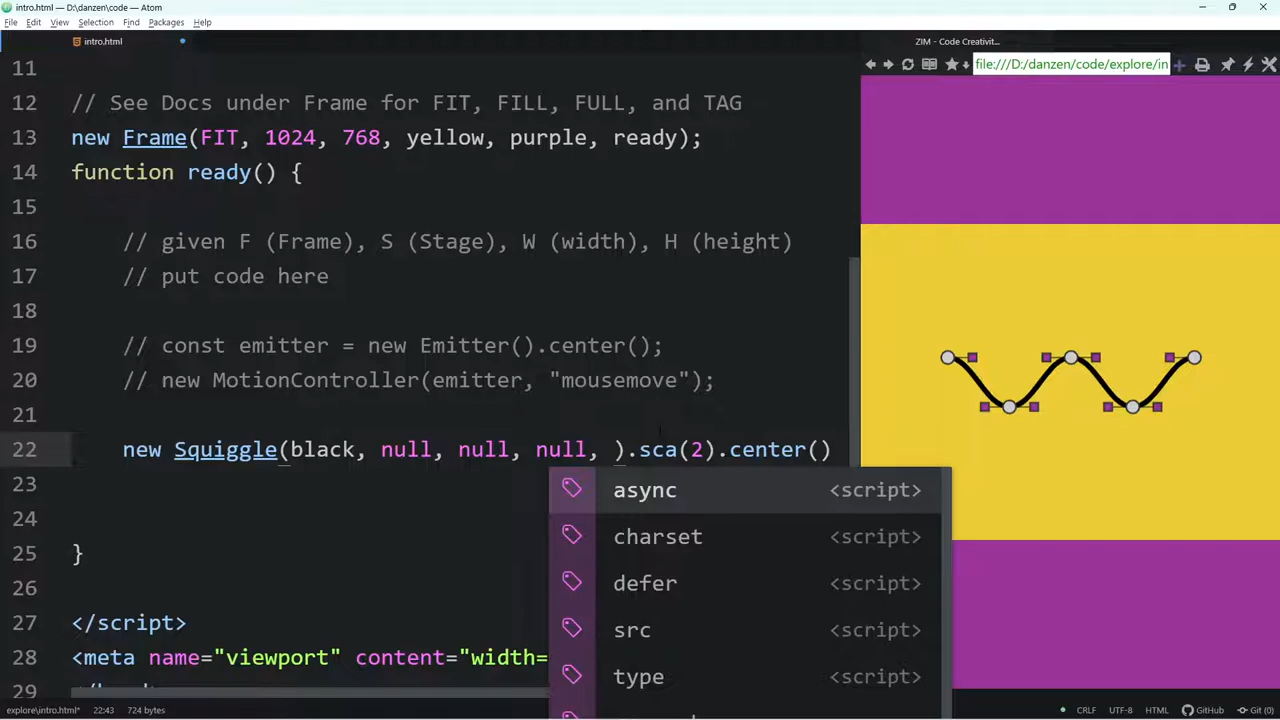 intro.html — D:\danzen\code — Atom
File Edit View Selection Find Packages Help
intro.html
ZIM - Code Creativit...
file:///D:/danzen/code/explore/in
11
12 // See Docs under Frame for FIT, FILL, FULL, and TAG
13 new Frame(FIT, 1024, 768, yellow, purple, ready);
14 function ready() {
15
16 // given F (Frame), S (Stage), W (width), H (height)
17 // put code here
18
19 // const emitter = new Emitter().center();
20 // new MotionController(emitter, "mousemove");
21
22 new Squiggle(black, null, null, null, ).sca(2).center()
23
async <script>
24
charset <script>
25 }
defer <script>
26
27 </script>
src <script>
28 <meta name="viewport" content="width=
type <script>
29
explore\intro.html* 22:43 724 bytes
CRLF UTF-8 HTML GitHub Git (0)